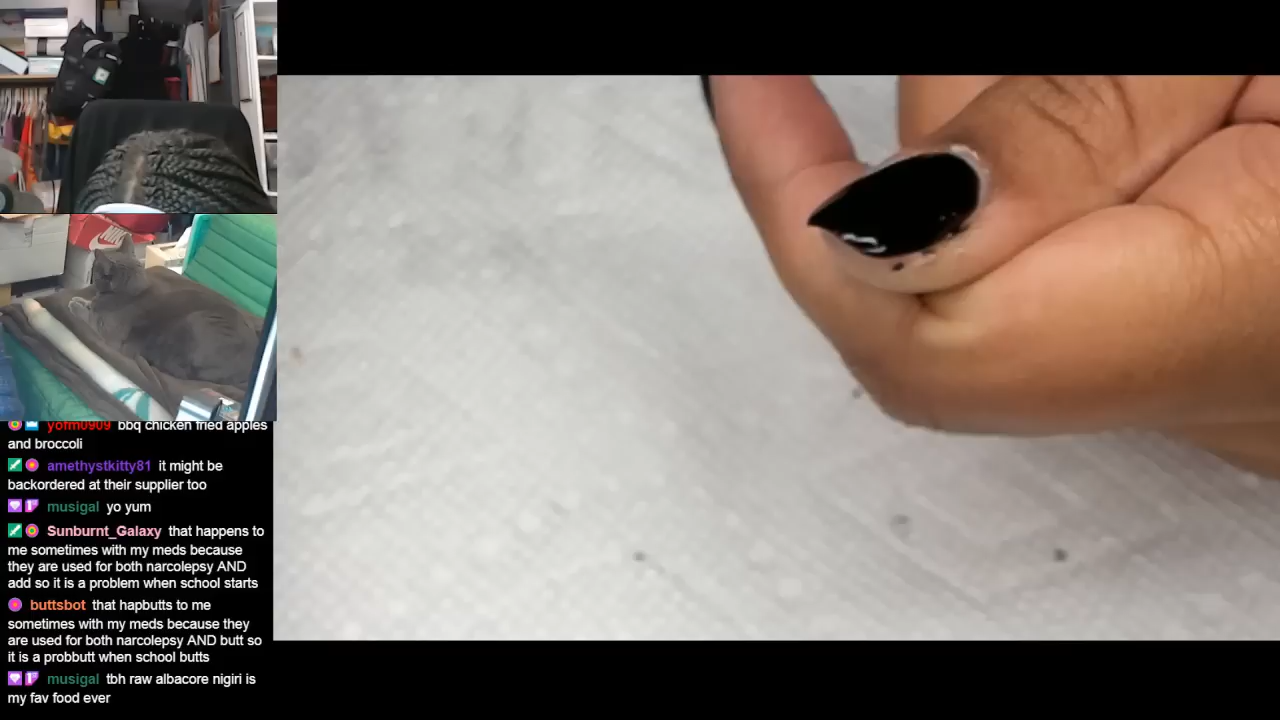 yofm0909 bbq chicken fried apples
and broccoli
amethystkitty81 it might be
backordered at their supplier too
musigal yo yum
Sunburnt_Galaxy that happens to
me sometimes with my meds because
they are used for both narcolepsy AND
add so it is a problem when school starts
buttsbot that hapbutts to me
sometimes with my meds because they
are used for both narcolepsy AND butt so
it is a probbutt when school butts
musigal tbh raw albacore nigiri is
my fav food ever